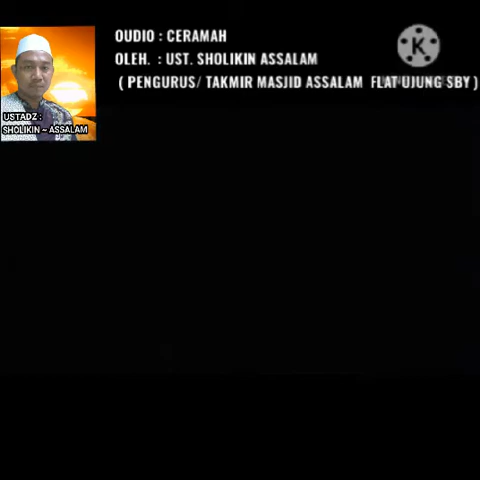 OUDIO : CERAMAH
OLEH. : UST. SHOLIKIN ASSALAM
( PENGURUS/ TAKMIR MASJID ASSALAM FLAT UJUNG SBY )
K
USTADZ :
SHOLIKIN ~ ASSALAM